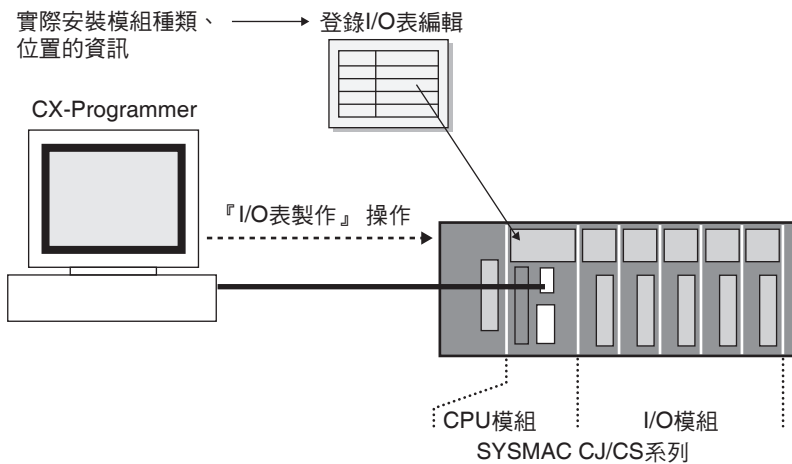 實際安裝模組種類、
位置的資訊
登錄I/O表編輯
CX-Programmer
『I/O表製作』 操作
CPU模組
I/O模組
SYSMAC CJ/CS系列